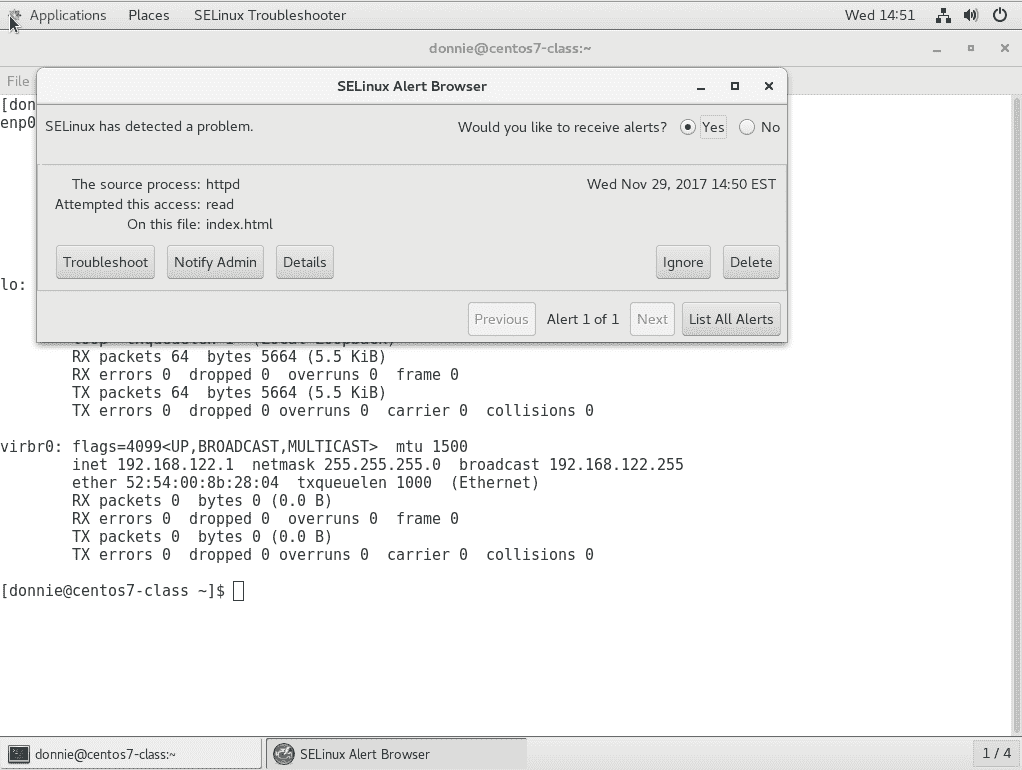 Applications Places SELinux Troubleshooter Wed 14:51
donnie@centos7-class:~
File
SELinux Alert Browser
[don
enp0
SELinux has detected a problem. Would you like to receive alerts? Yes No
The source process: httpd Wed Nov 29, 2017 14:50 EST
Attempted this access: read
On this file: index.html
Troubleshoot Notify Admin Details Ignore Delete
lo:
Previous Alert 1 of 1 Next List All Alerts
loop txqueuelen 1 (Local Loopback)
RX packets 64 bytes 5664 (5.5 KiB)
RX errors 0 dropped 0 overruns 0 frame 0
TX packets 64 bytes 5664 (5.5 KiB)
TX errors 0 dropped 0 overruns 0 carrier 0 collisions 0
virbr0: flags=4099<UP,BROADCAST,MULTICAST> mtu 1500
inet 192.168.122.1 netmask 255.255.255.0 broadcast 192.168.122.255
ether 52:54:00:8b:28:04 txqueuelen 1000 (Ethernet)
RX packets 0 bytes 0 (0.0 B)
RX errors 0 dropped 0 overruns 0 frame 0
TX packets 0 bytes 0 (0.0 B)
TX errors 0 dropped 0 overruns 0 carrier 0 collisions 0
[donnie@centos7-class ~]$
donnie@centos7-class:~ SELinux Alert Browser 1 / 4